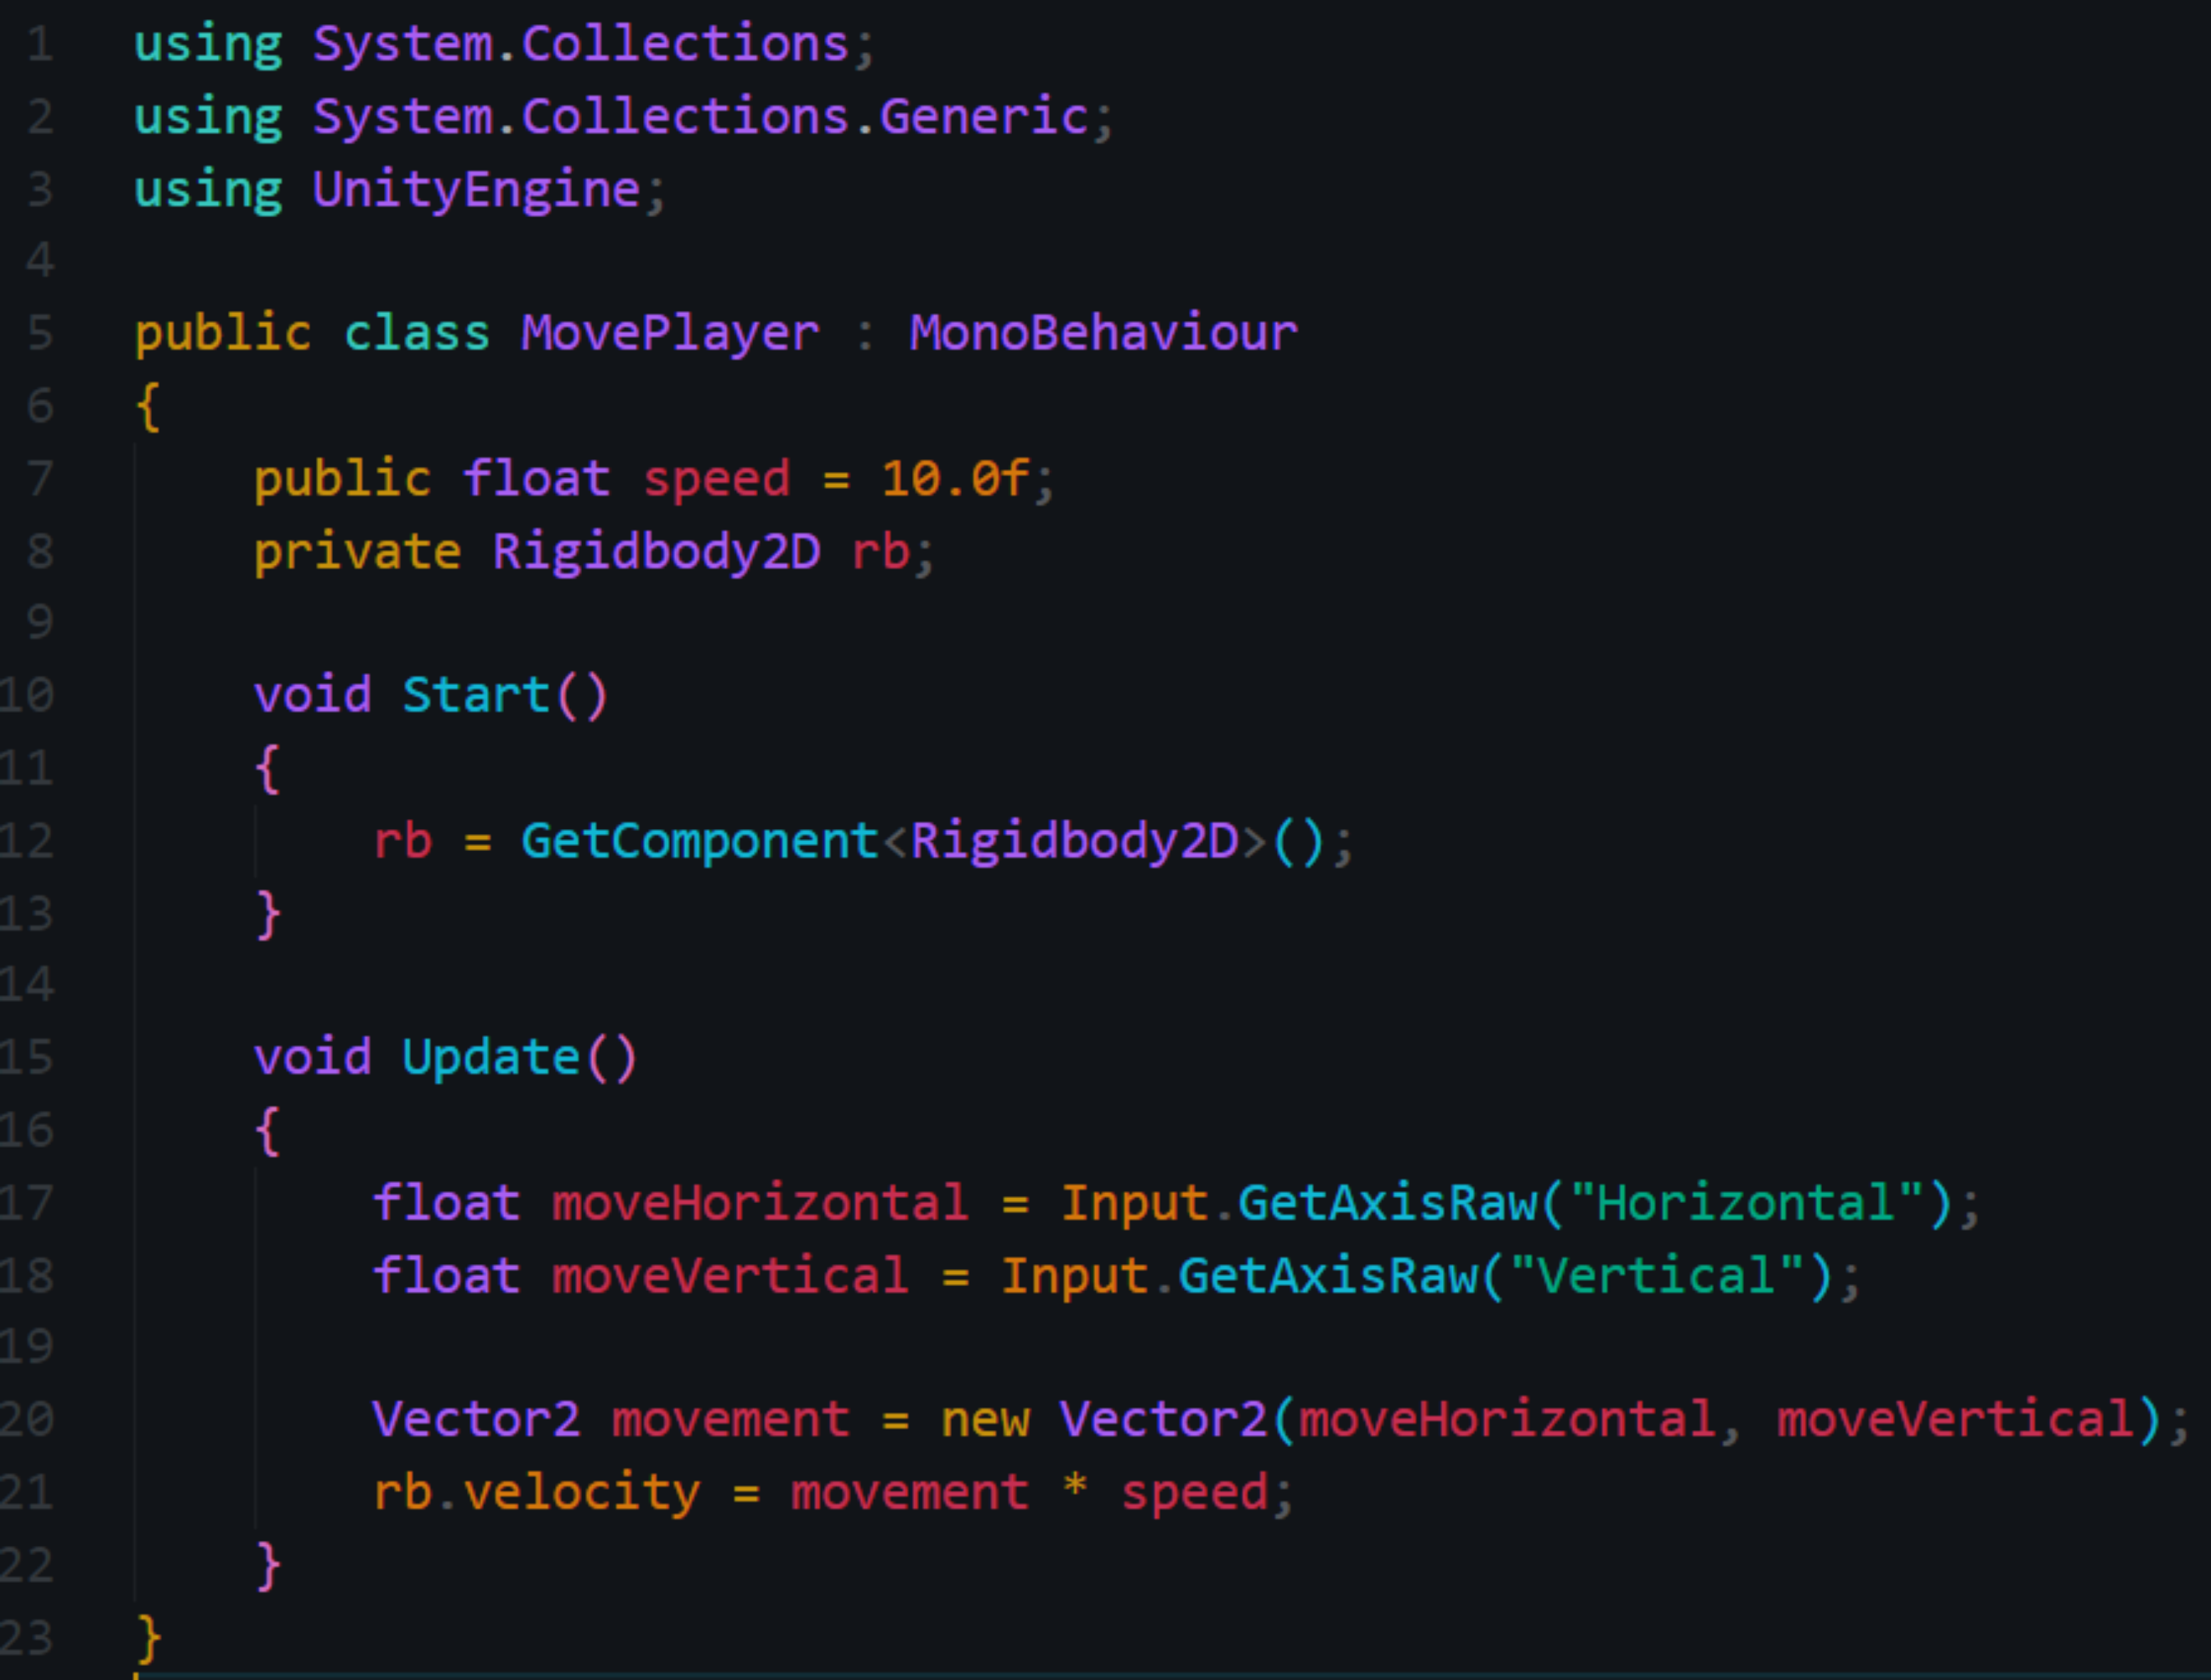 1 using System.Collections;
2 using System.Collections.Generic;
3 using UnityEngine;
4
5 public class MovePlayer : MonoBehaviour
6 {
7     public float speed = 10.0f;
8     private Rigidbody2D rb;
9
10     void Start()
11     {
12         rb = GetComponent<Rigidbody2D>();
13     }
14
15     void Update()
16     {
17         float moveHorizontal = Input.GetAxisRaw("Horizontal");
18         float moveVertical = Input.GetAxisRaw("Vertical");
19
20         Vector2 movement = new Vector2(moveHorizontal, moveVertical);
21         rb.velocity = movement * speed;
22     }
23 }